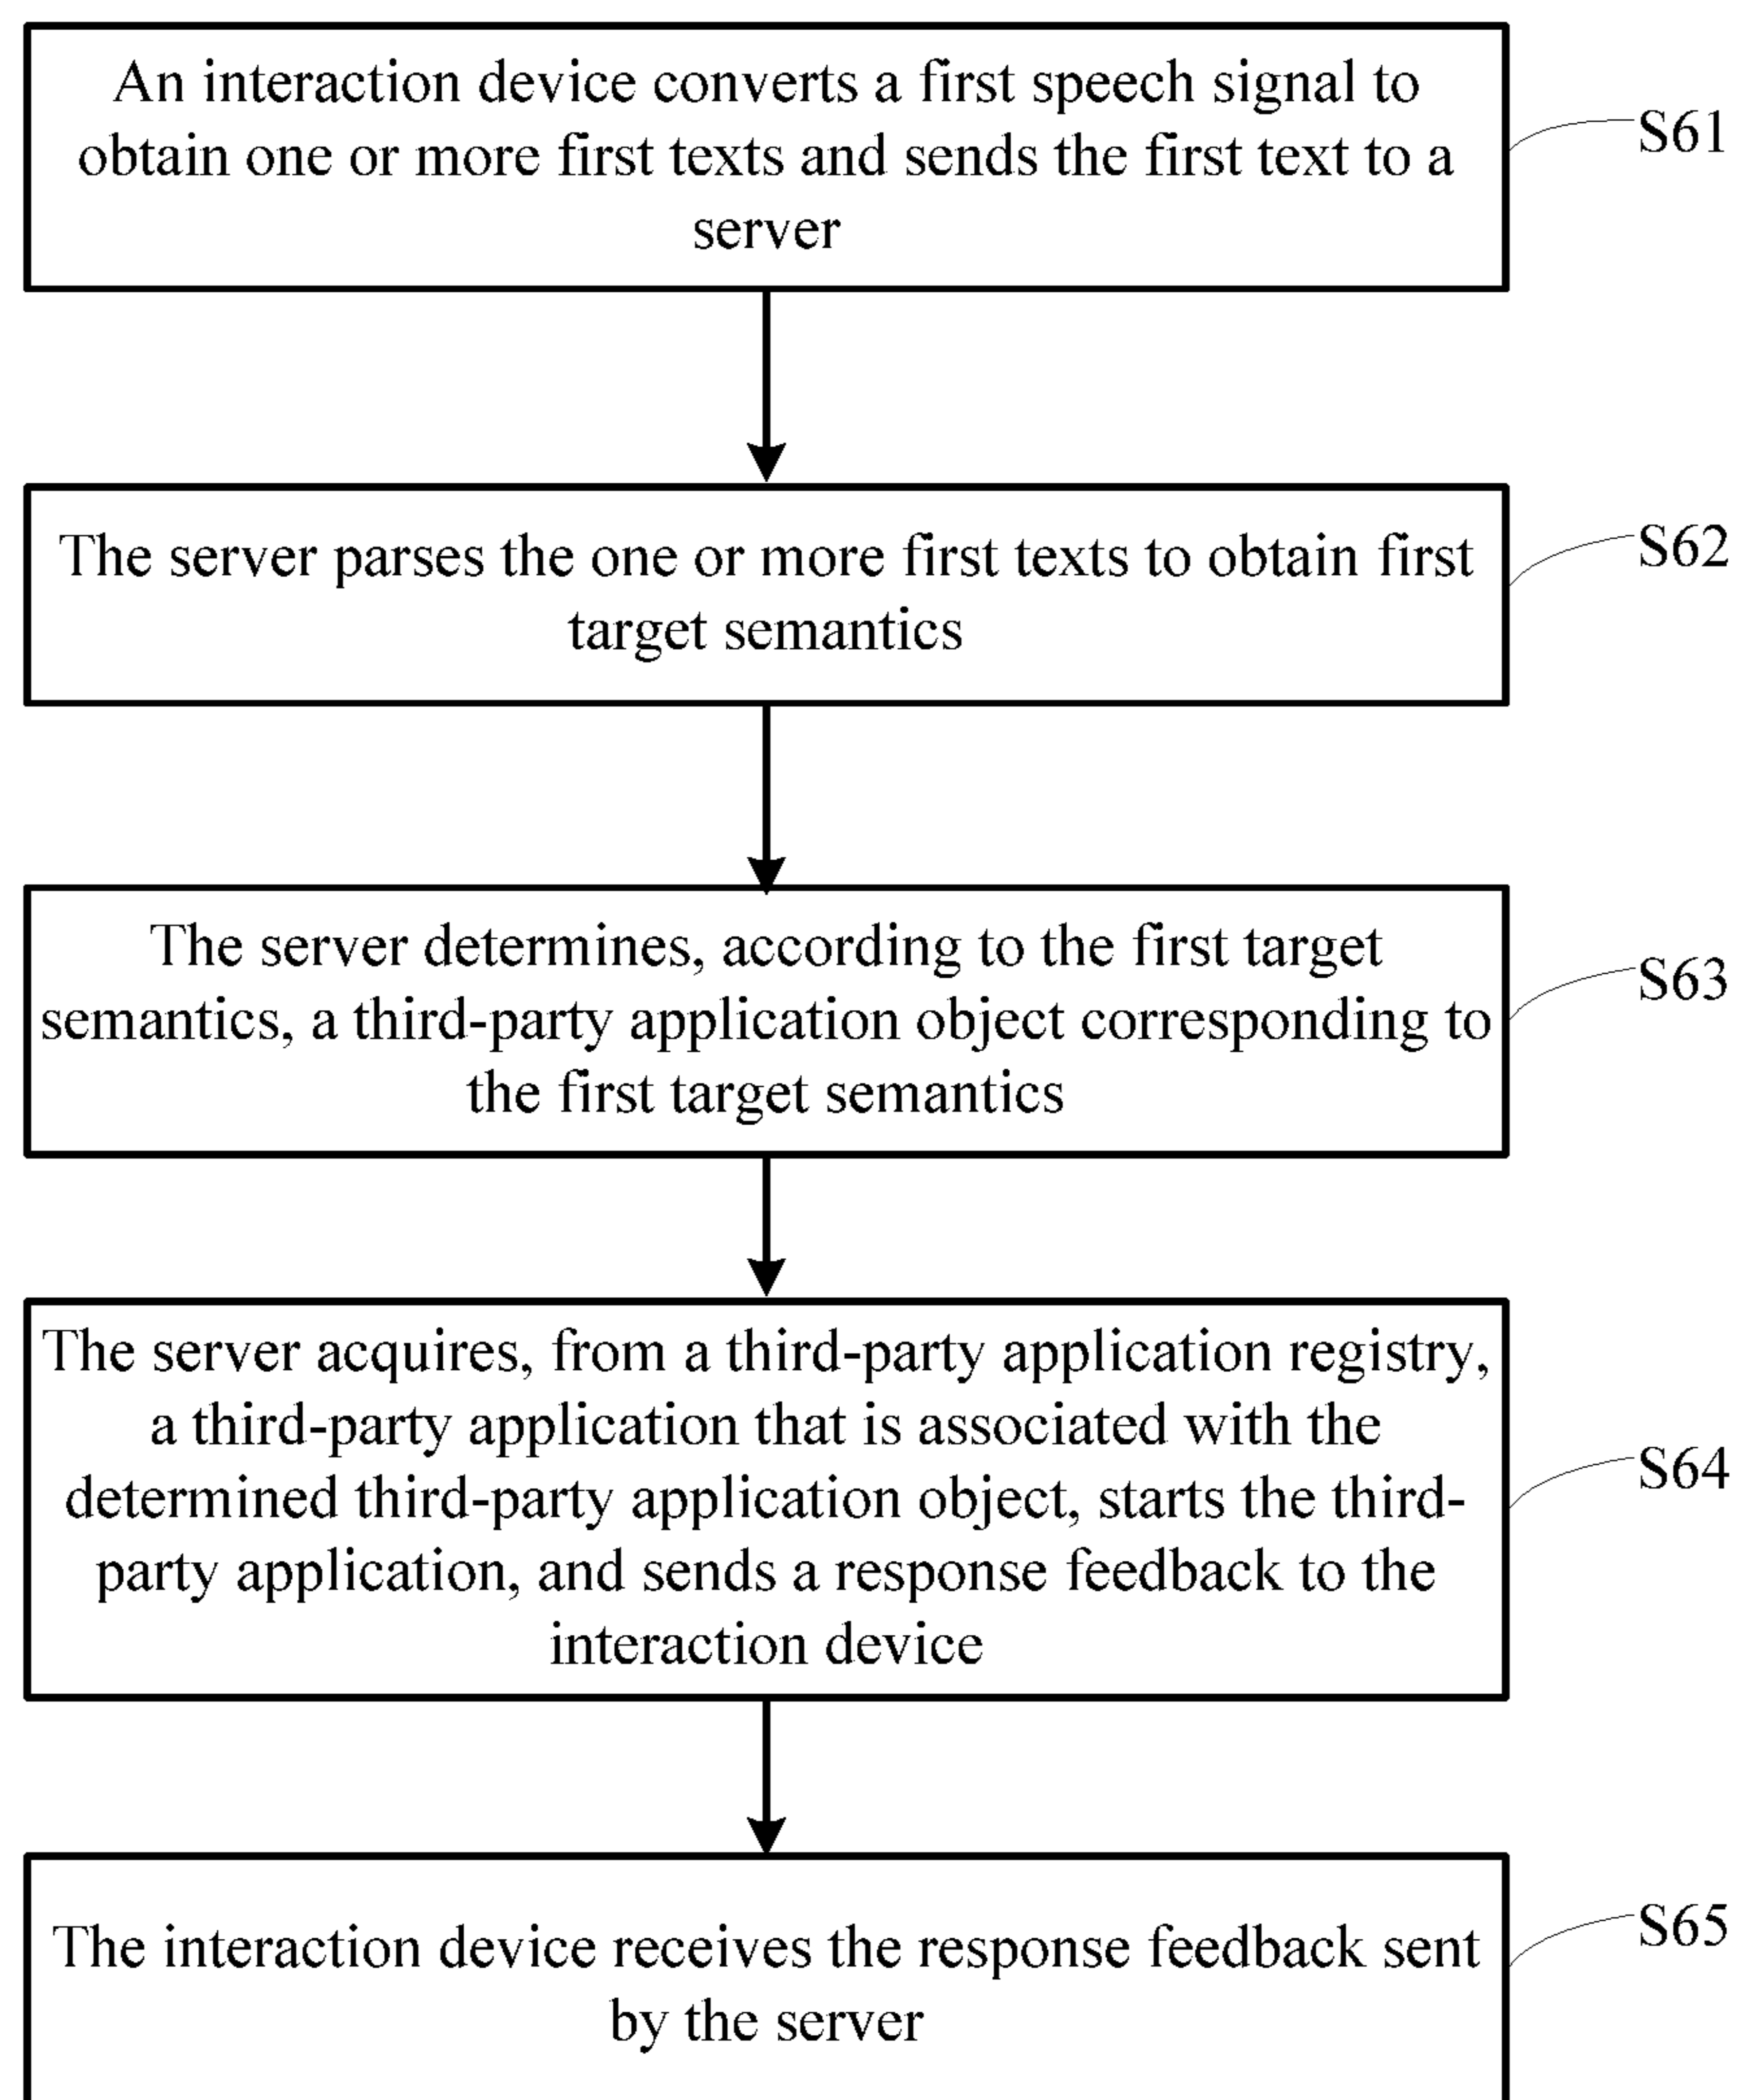 An interaction device converts a first speech signal to
obtain one or more first texts and sends the first text to a
server
S61
The server parses the one or more first texts to obtain first
target semantics
S62
The server determines, according to the first target
semantics, a third-party application object corresponding to
the first target semantics
S63
The server acquires, from a third-party application registry,
a third-party application that is associated with the
determined third-party application object, starts the third-
party application, and sends a response feedback to the
interaction device
S64
The interaction device receives the response feedback sent
by the server
S65